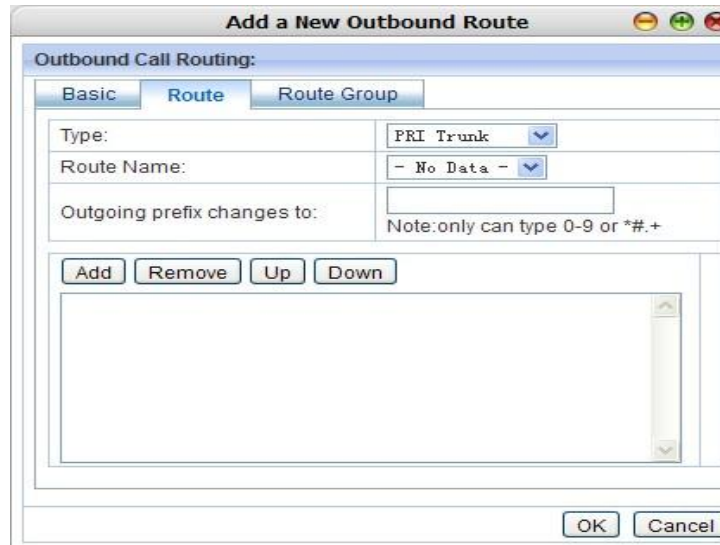 Add a New Outbound Route
Outbound Call Routing:
Basic Route Route Group
Type: PRI Trunk
Route Name: - No Data -
Outgoing prefix changes to:
Note:only can type 0-9 or *#.+
Add Remove Up Down
OK Cancel